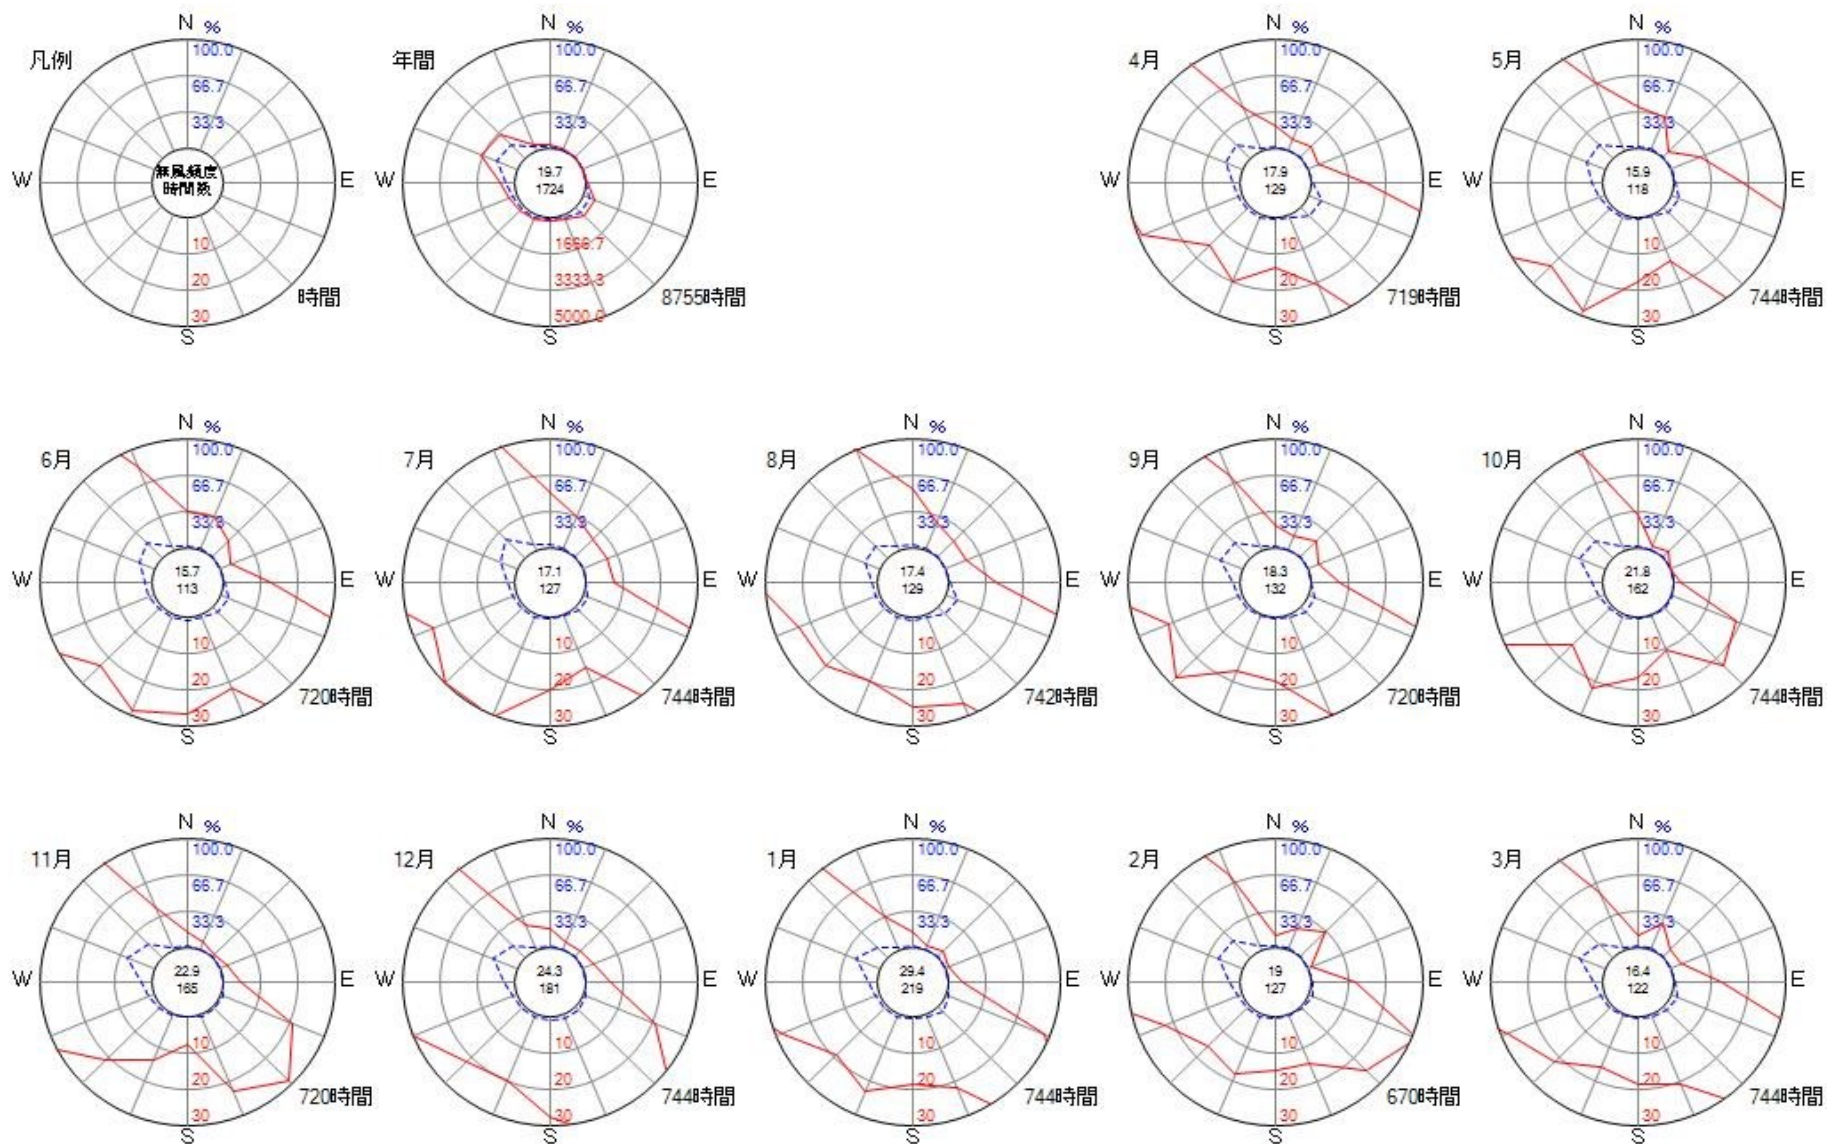 凡例
N %
100.0
66.7
33.3
W
無風頻度
時間数
E
10
20
30
S
時間
年間
N %
100.0
66.7
33.3
W
19.7
1724
E
1666.7
3333.3
5000.0
S
8755時間
4月
N %
100.0
66.7
33.3
W
17.9
129
E
10
20
30
S
719時間
5月
N %
100.0
66.7
33.3
W
15.9
118
E
10
20
30
S
744時間
6月
N %
100.0
66.7
33.3
W
15.7
113
E
10
20
30
S
720時間
7月
N %
100.0
66.7
33.3
W
17.1
127
E
10
20
30
S
744時間
8月
N %
100.0
66.7
33.3
W
17.4
129
E
10
20
30
S
742時間
9月
N %
100.0
66.7
33.3
W
18.3
132
E
10
20
30
S
720時間
10月
N %
100.0
66.7
33.3
W
21.8
162
E
10
20
30
S
744時間
11月
N %
100.0
66.7
33.3
W
22.9
165
E
10
20
30
S
720時間
12月
N %
100.0
66.7
33.3
W
24.3
181
E
10
20
30
S
744時間
1月
N %
100.0
66.7
33.3
W
29.4
219
E
10
20
30
S
744時間
2月
N %
100.0
66.7
33.3
W
19
127
E
10
20
30
S
670時間
3月
N %
100.0
66.7
33.3
W
16.4
122
E
10
20
30
S
744時間